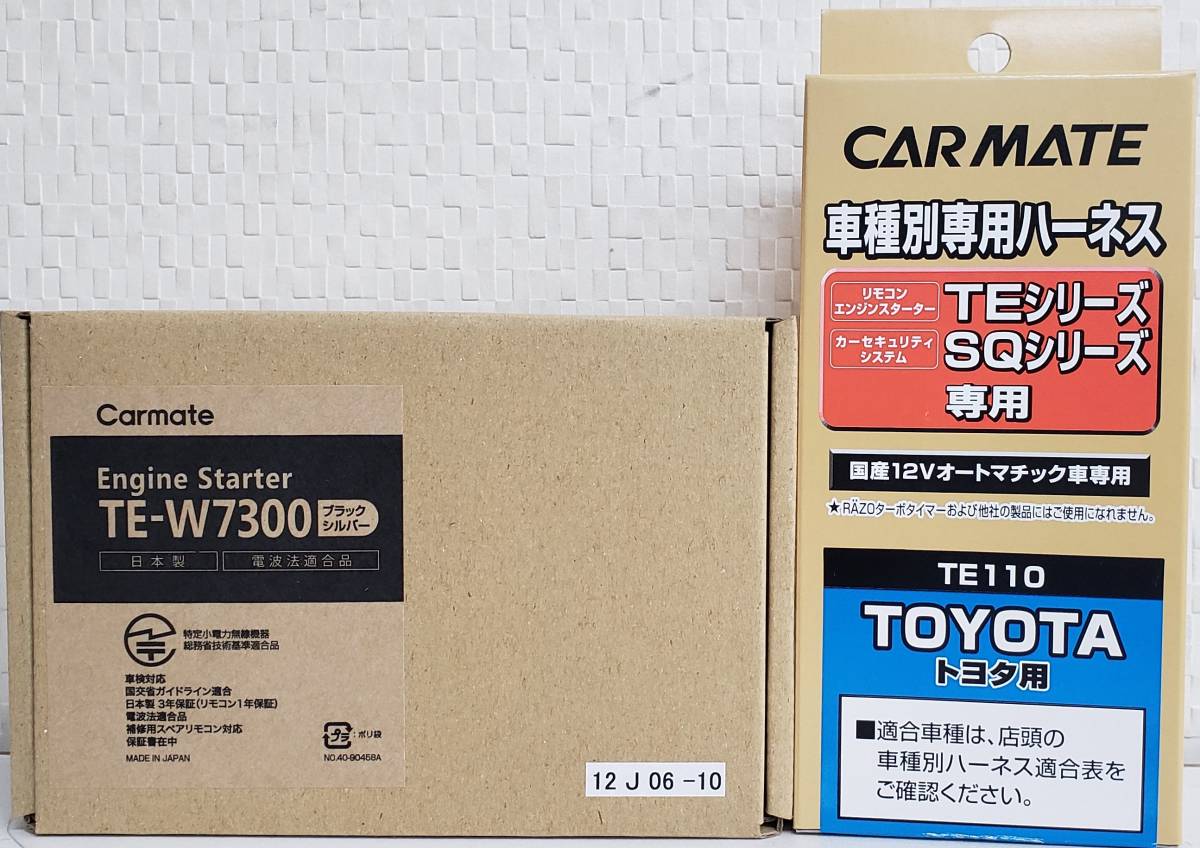 Carmate
Engine Starter
TE-W7300 ブラック シルバー
日本製 電波法適合品
特定小電力無線機器
総務省技術基準適合品
車検対応
国交省ガイドライン適合
日本製 3年保証(リモコン1年保証)
電波法適合品
補修用スペアリモコン対応
保証書在中
MADE IN JAPAN
プラ :ポリ袋
NO.40-90458A
12 J 06 -10
CARMATE
車種別専用ハーネス
リモコン
エンジンスターター
TEシリーズ
カーセキュリティ
システム
SQシリーズ
専用
国産12Vオートマチック車専用
★RÄZOターボタイマーおよび他社の製品にはご使用になれません。
TE110
TOYOTA
トヨタ用
■適合車種は、店頭の
車種別ハーネス適合表を
ご確認ください。